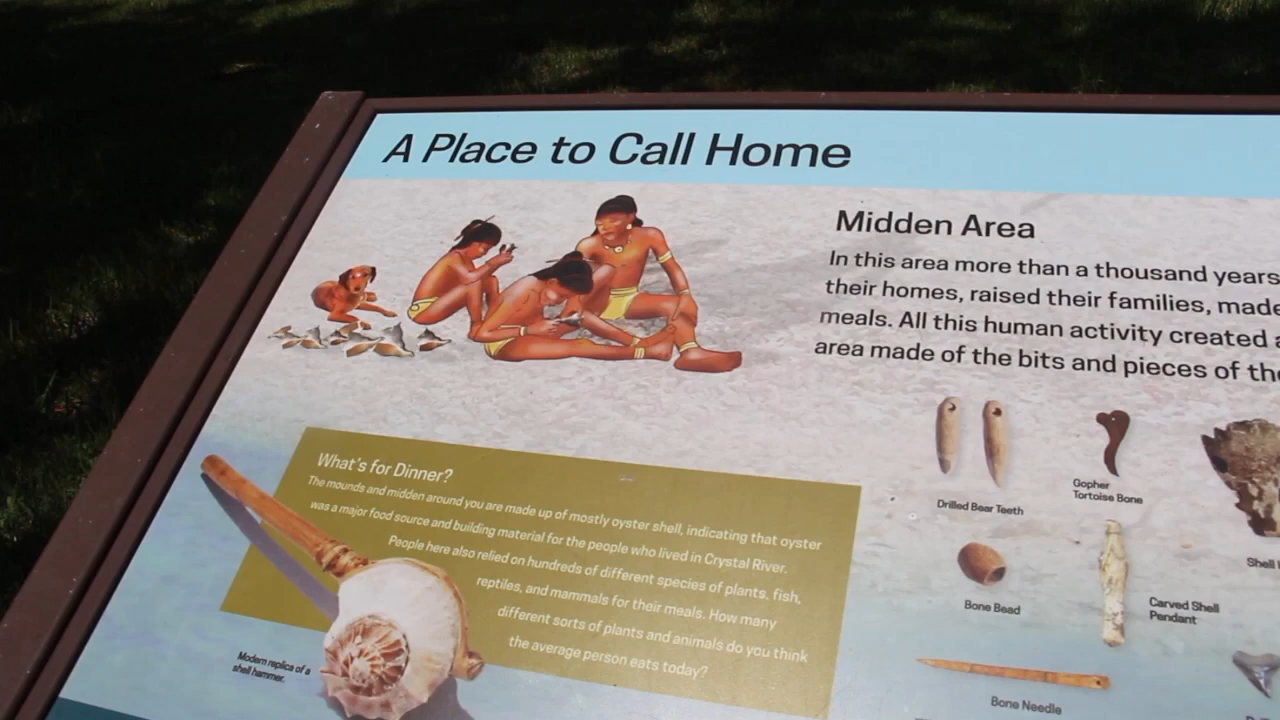 A Place to Call Home
Midden Area
In this area more than a thousand years
their homes, raised their families, made
meals. All this human activity created
area made of the bits and pieces of the
What's for Dinner?
The mounds and midden around you are made up of mostly oyster shell, indicating that oyster
was a major food source and building material for the people who lived in Crystal River.
People here also relied on hundreds of different species of plants, fish,
reptiles, and mammals for their meals. How many
different sorts of plants and animals do you think
the average person eats today?
Modern replica of a
shell hammer.
Drilled Bear Teeth
Gopher
Tortoise Bone
Shell
Bone Bead
Carved Shell
Pendant
Bone Needle